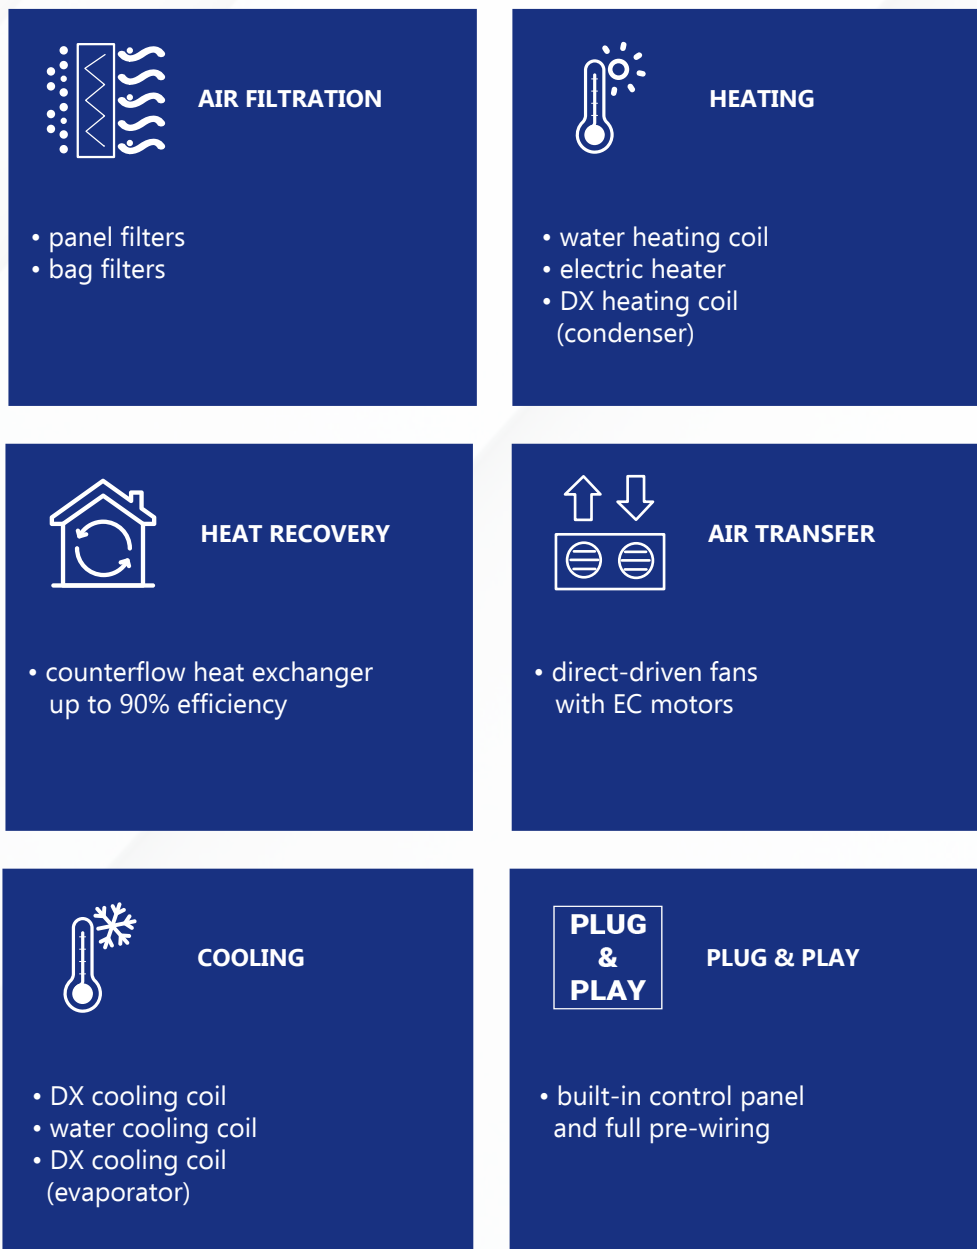 AIR FILTRATION
• panel filters
• bag filters
HEATING
• water heating coil
• electric heater
• DX heating coil
(condenser)
HEAT RECOVERY
• counterflow heat exchanger
up to 90% efficiency
AIR TRANSFER
• direct-driven fans
with EC motors
COOLING
• DX cooling coil
• water cooling coil
• DX cooling coil
(evaporator)
PLUG
&
PLAY
PLUG & PLAY
• built-in control panel
and full pre-wiring